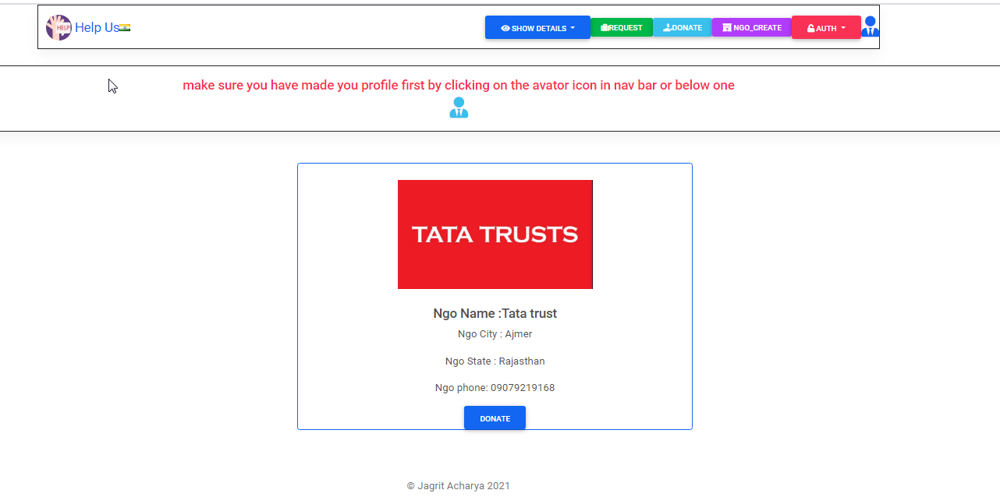 HELP Help Us SHOW DETAILS REQUEST DONATE NGO_CREATE AUTH
make sure you have made you profile first by clicking on the avator icon in nav bar or below one
TATA TRUSTS
Ngo Name :Tata trust
Ngo City : Ajmer
Ngo State : Rajasthan
Ngo phone: 09079219168
DONATE
© Jagrit Acharya 2021